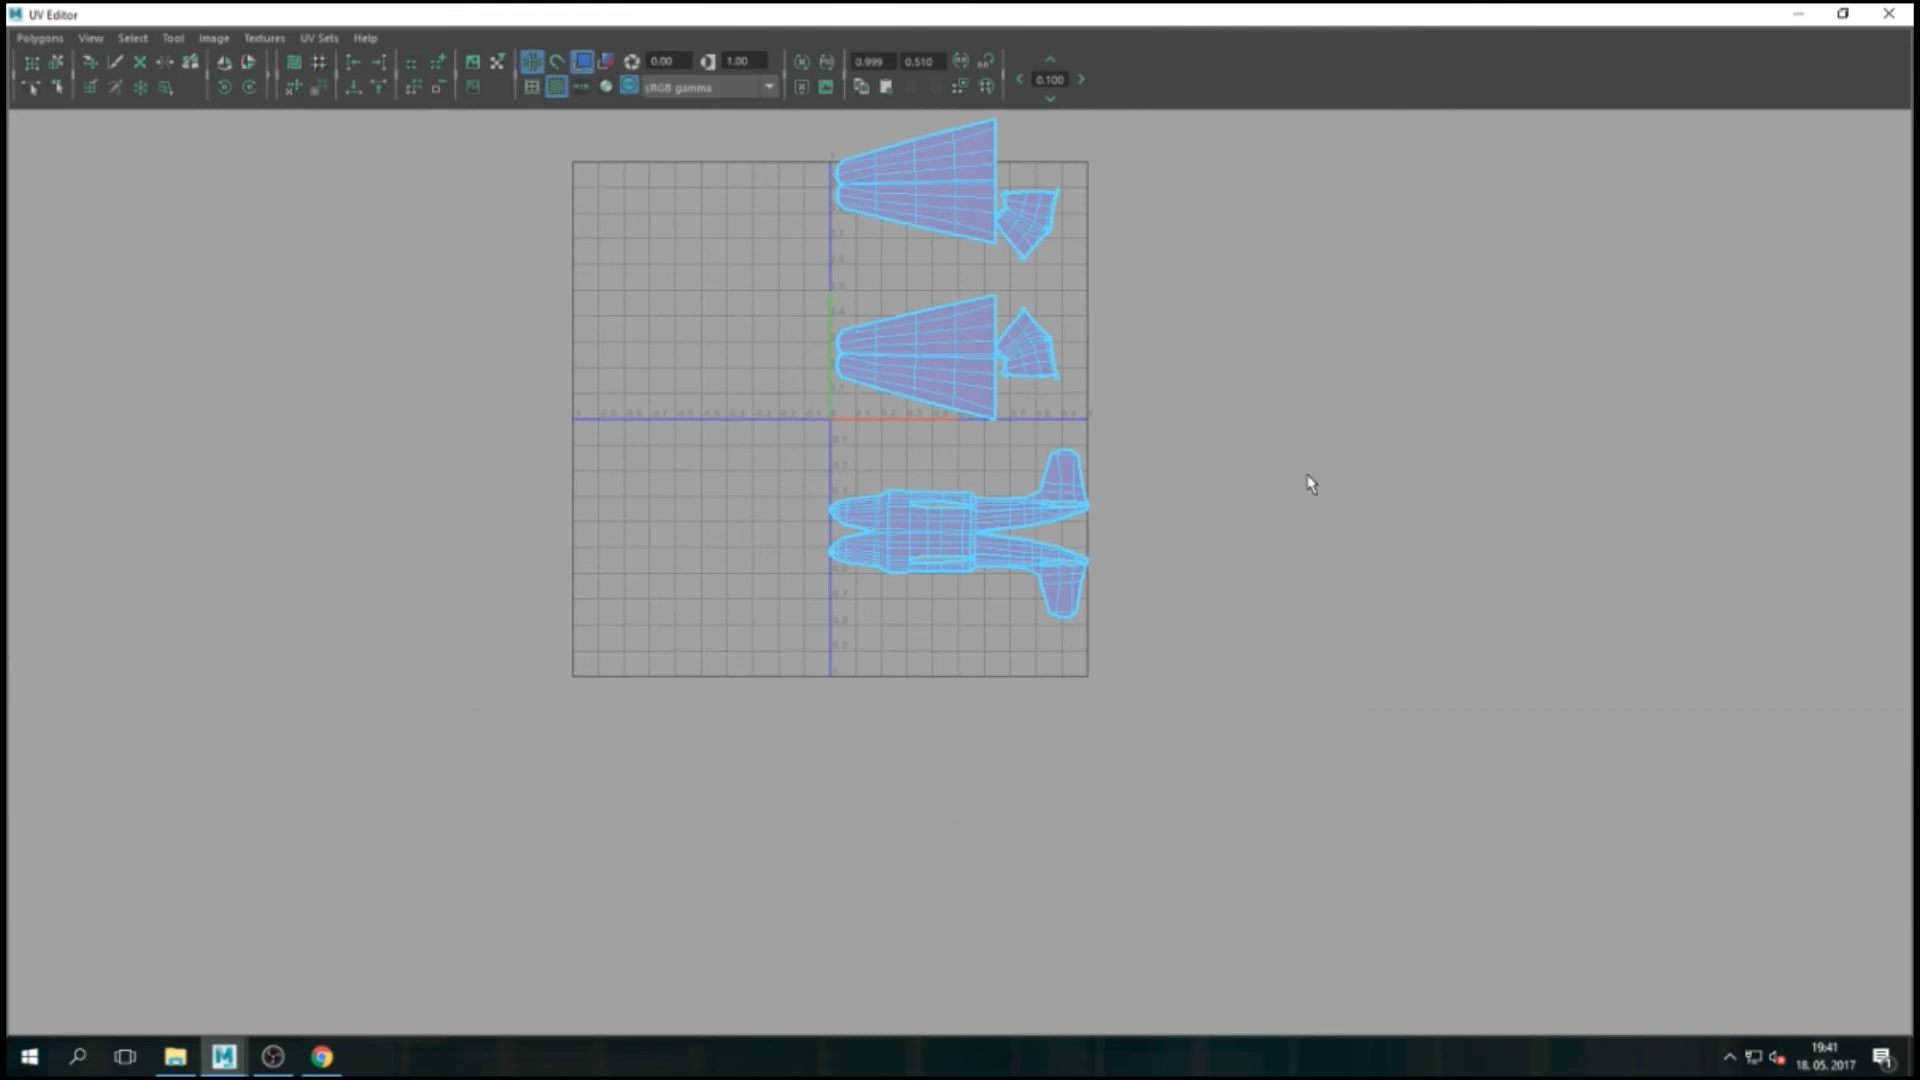 UV Editor
Polygons View Select Tool Image Textures UV Sets Help
0.00 1.00 0.999 0.510
sRGB gamma 0.100
19:41
18. 05. 2017